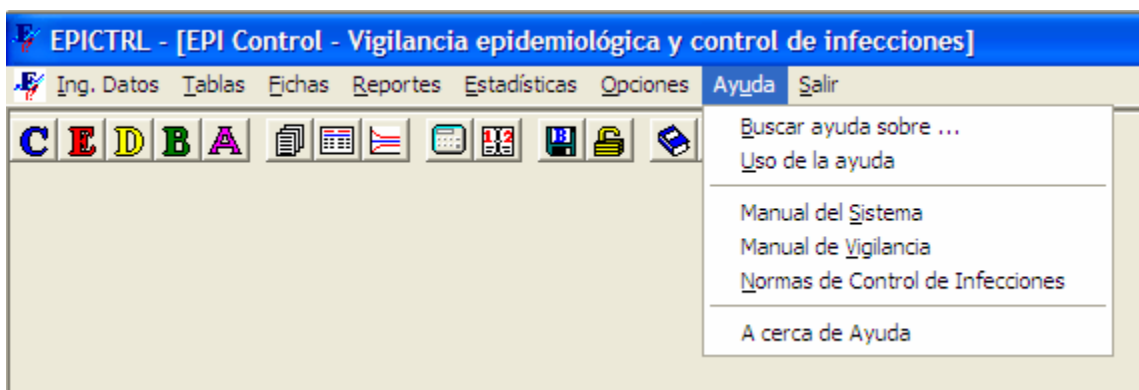 EPICTRL - [EPI Control - Vigilancia epidemiológica y control de infecciones]
Ing. Datos Tablas Fichas Reportes Estadísticas Opciones Ayuda Salir
C E D B A
Buscar ayuda sobre ...
Uso de la ayuda
Manual del Sistema
Manual de Vigilancia
Normas de Control de Infecciones
A cerca de Ayuda